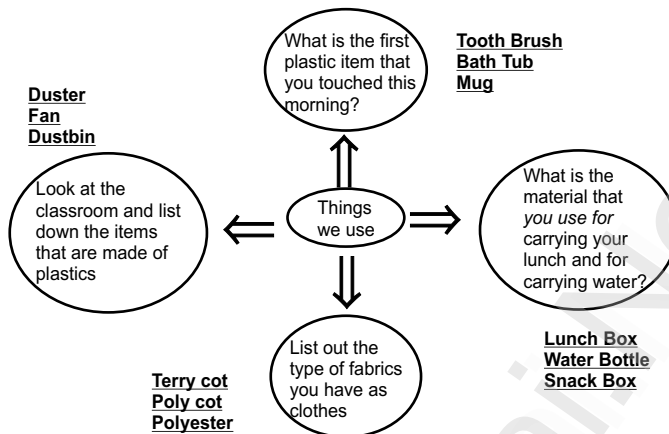 What is the first
plastic item that
you touched this
morning?
Tooth Brush
Bath Tub
Mug
Duster
Fan
Dustbin
Look at the
classroom and list
down the items
that are made of
plastics
Things
we use
What is the
material that
you use for
carrying your
lunch and for
carrying water?
Lunch Box
Water Bottle
Snack Box
List out the
type of fabrics
you have as
clothes
Terry cot
Poly cot
Polyester